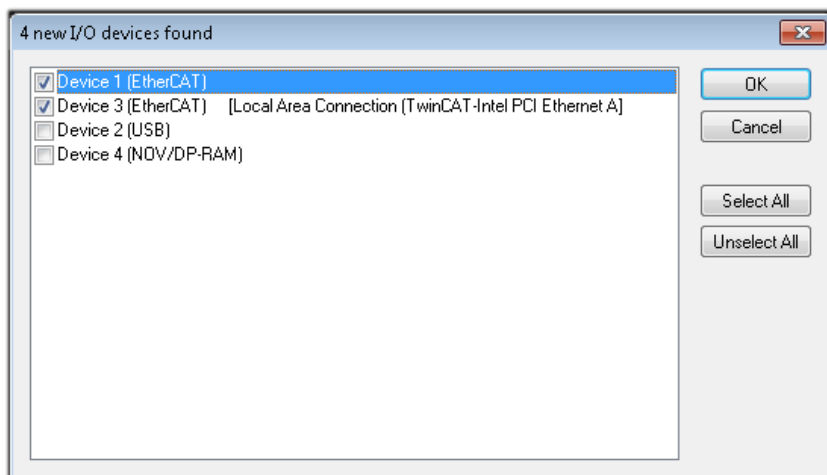 4 new I/O devices found
Device 1 (EtherCAT)
Device 3 (EtherCAT) [Local Area Connection (TwinCAT-Intel PCI Ethernet A]
Device 2 (USB)
Device 4 (NOV/DP-RAM)
OK
Cancel
Select All
Unselect All